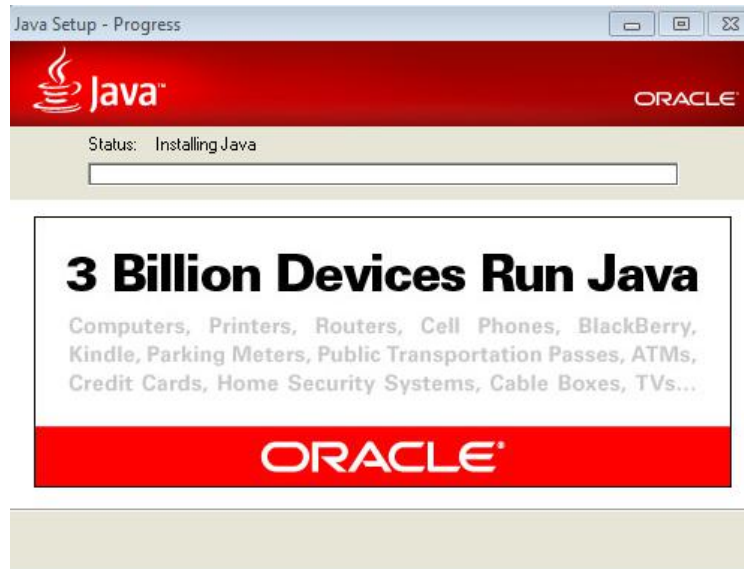 Java Setup - Progress
Java™
ORACLE®
Status: Installing Java
3 Billion Devices Run Java
Computers, Printers, Routers, Cell Phones, BlackBerry,
Kindle, Parking Meters, Public Transportation Passes, ATMs,
Credit Cards, Home Security Systems, Cable Boxes, TVs...
ORACLE®